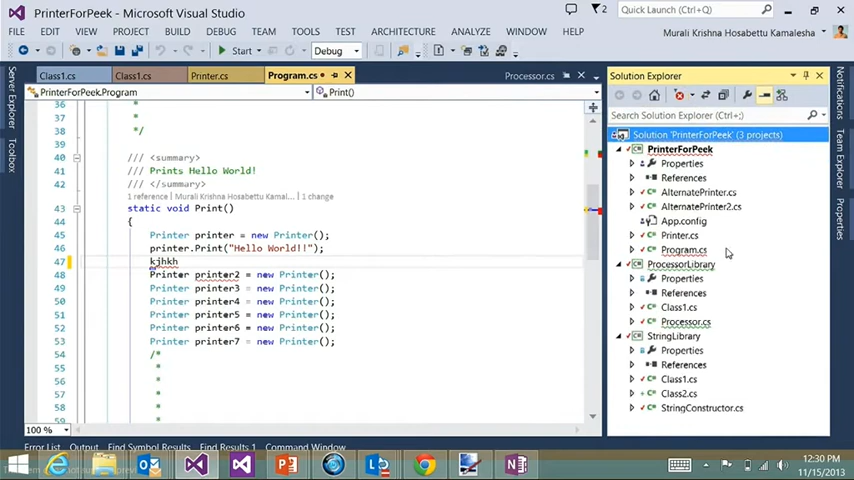 PrinterForPeek - Microsoft Visual Studio
2
Quick Launch (Ctrl+Q)
FILE EDIT VIEW PROJECT BUILD DEBUG TEAM TOOLS TEST ARCHITECTURE ANALYZE WINDOW HELP
Murali Krishna Hosabettu Kamalesha
Start Debug
Class1.cs Class1.cs Printer.cs Program.cs Processor.cs
PrinterForPeek.Program Print()
Server Explorer
Toolbox
36 *
37 *
38 */
39
40 /// <summary>
41 /// Prints Hello World!
42 /// </summary>
1 reference | Murali Krishna Hosabettu Kamal... | 1 change
43 static void Print()
44 {
45 Printer printer = new Printer();
46 printer.Print("Hello World!!");
47 kjhkh
48 Printer printer2 = new Printer();
49 Printer printer3 = new Printer();
50 Printer printer4 = new Printer();
51 Printer printer5 = new Printer();
52 Printer printer6 = new Printer();
53 Printer printer7 = new Printer();
54 /*
55 *
56 *
57 *
58 *
59
100 %
Solution Explorer
Search Solution Explorer (Ctrl+;)
Solution 'PrinterForPeek' (3 projects)
PrinterForPeek
Properties
References
AlternatePrinter.cs
AlternatePrinter2.cs
App.config
Printer.cs
Program.cs
ProcessorLibrary
Properties
References
Class1.cs
Processor.cs
StringLibrary
Properties
References
Class1.cs
Class2.cs
StringConstructor.cs
Notifications
Team Explorer
Properties
Error List Output Find Symbol Results Find Results 1 Command Window
12:30 PM
11/15/2013